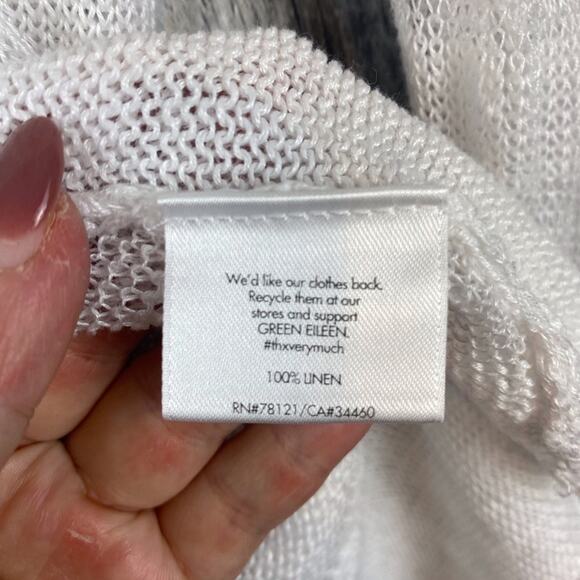 We'd like our clothes back.
Recycle them at our
stores and support
GREEN EILEEN.
#thxverymuch
100% LINEN
RN#78121/CA#34460